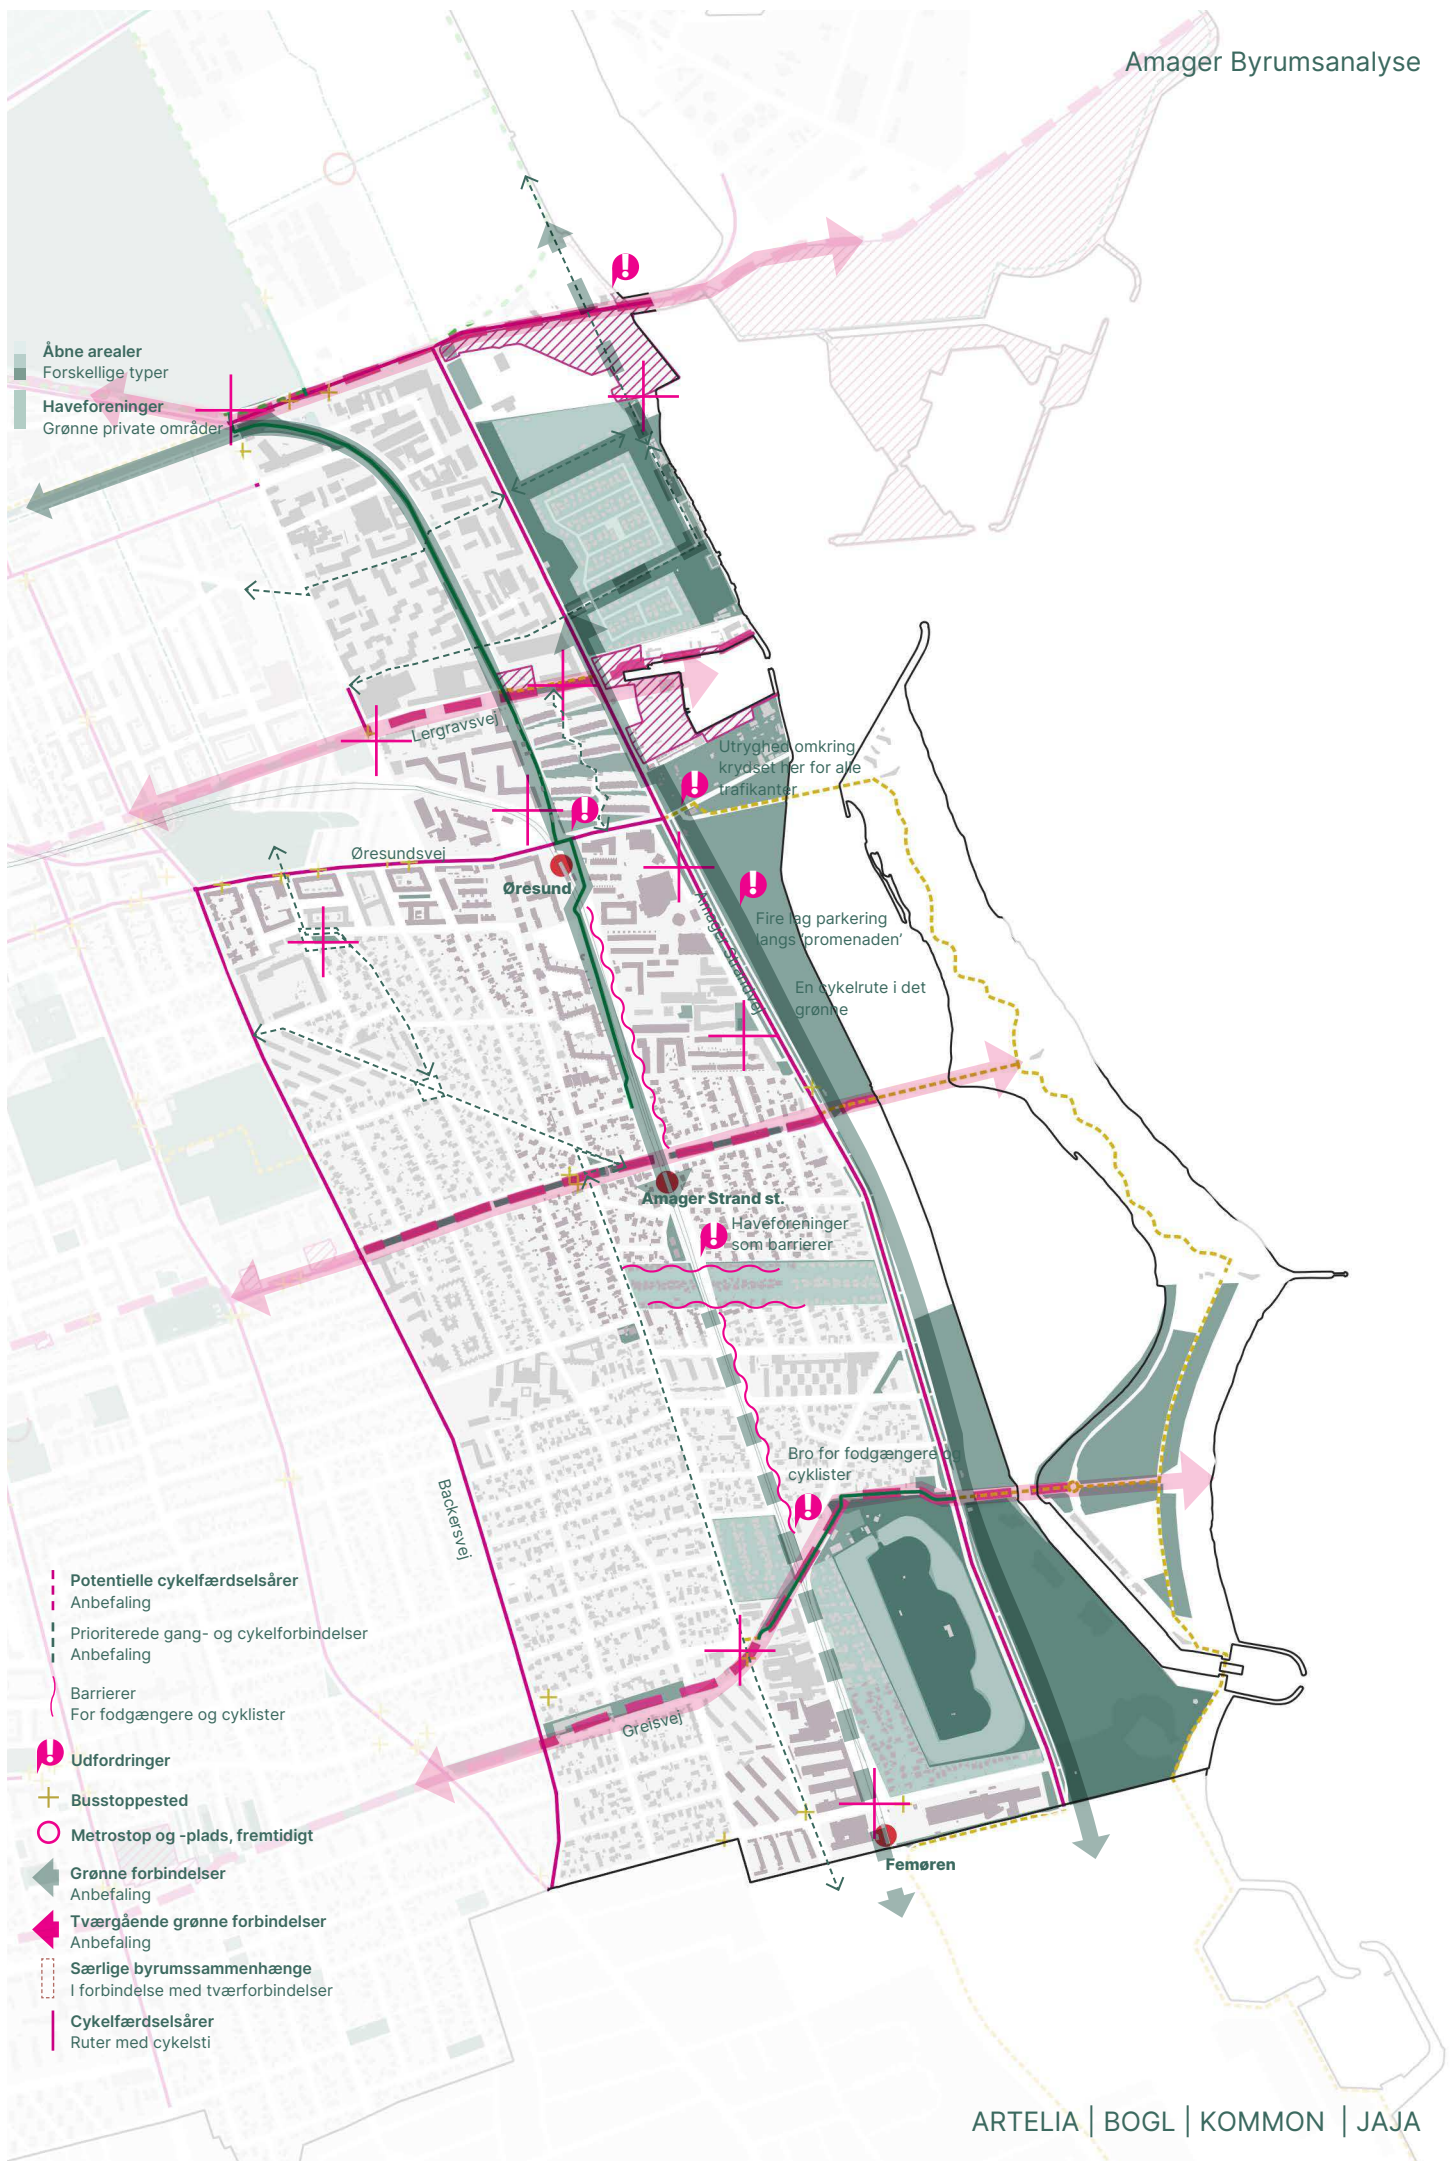 Amager Byrumsanalyse
Åbne arealer
Forskellige typer
Haveforeninger
Grønne private områder
Lergravsvej
Utryghed omkring
krydset her for alle
trafikanter
Øresundsvej
Øresund
Amager Strandvej
Fire lag parkering
langs 'promenaden'
En cykelrute i det
grønne
Amager Strand st.
Haveforeninger
som barrierer
Bro for fodgængere og
cyklister
Backersvej
Greisvej
Femøren
Potentielle cykelfærdselsårer
Anbefaling
Prioriterede gang- og cykelforbindelser
Anbefaling
Barrierer
For fodgængere og cyklister
Udfordringer
Busstoppested
Metrostop og -plads, fremtidigt
Grønne forbindelser
Anbefaling
Tværgående grønne forbindelser
Anbefaling
Særlige byrumssammenhænge
I forbindelse med tværforbindelser
Cykelfærdselsårer
Ruter med cykelsti
ARTELIA | BOGL | KOMMON | JAJA